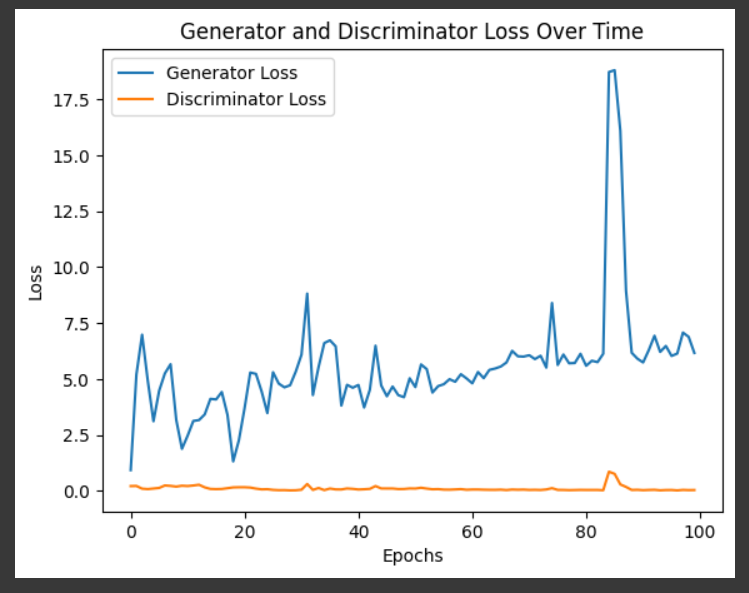 Generator and Discriminator Loss Over Time
Generator Loss
Discriminator Loss
17.5
15.0
12.5
10.0
7.5
5.0
2.5
0.0
Loss
0 20 40 60 80 100
Epochs